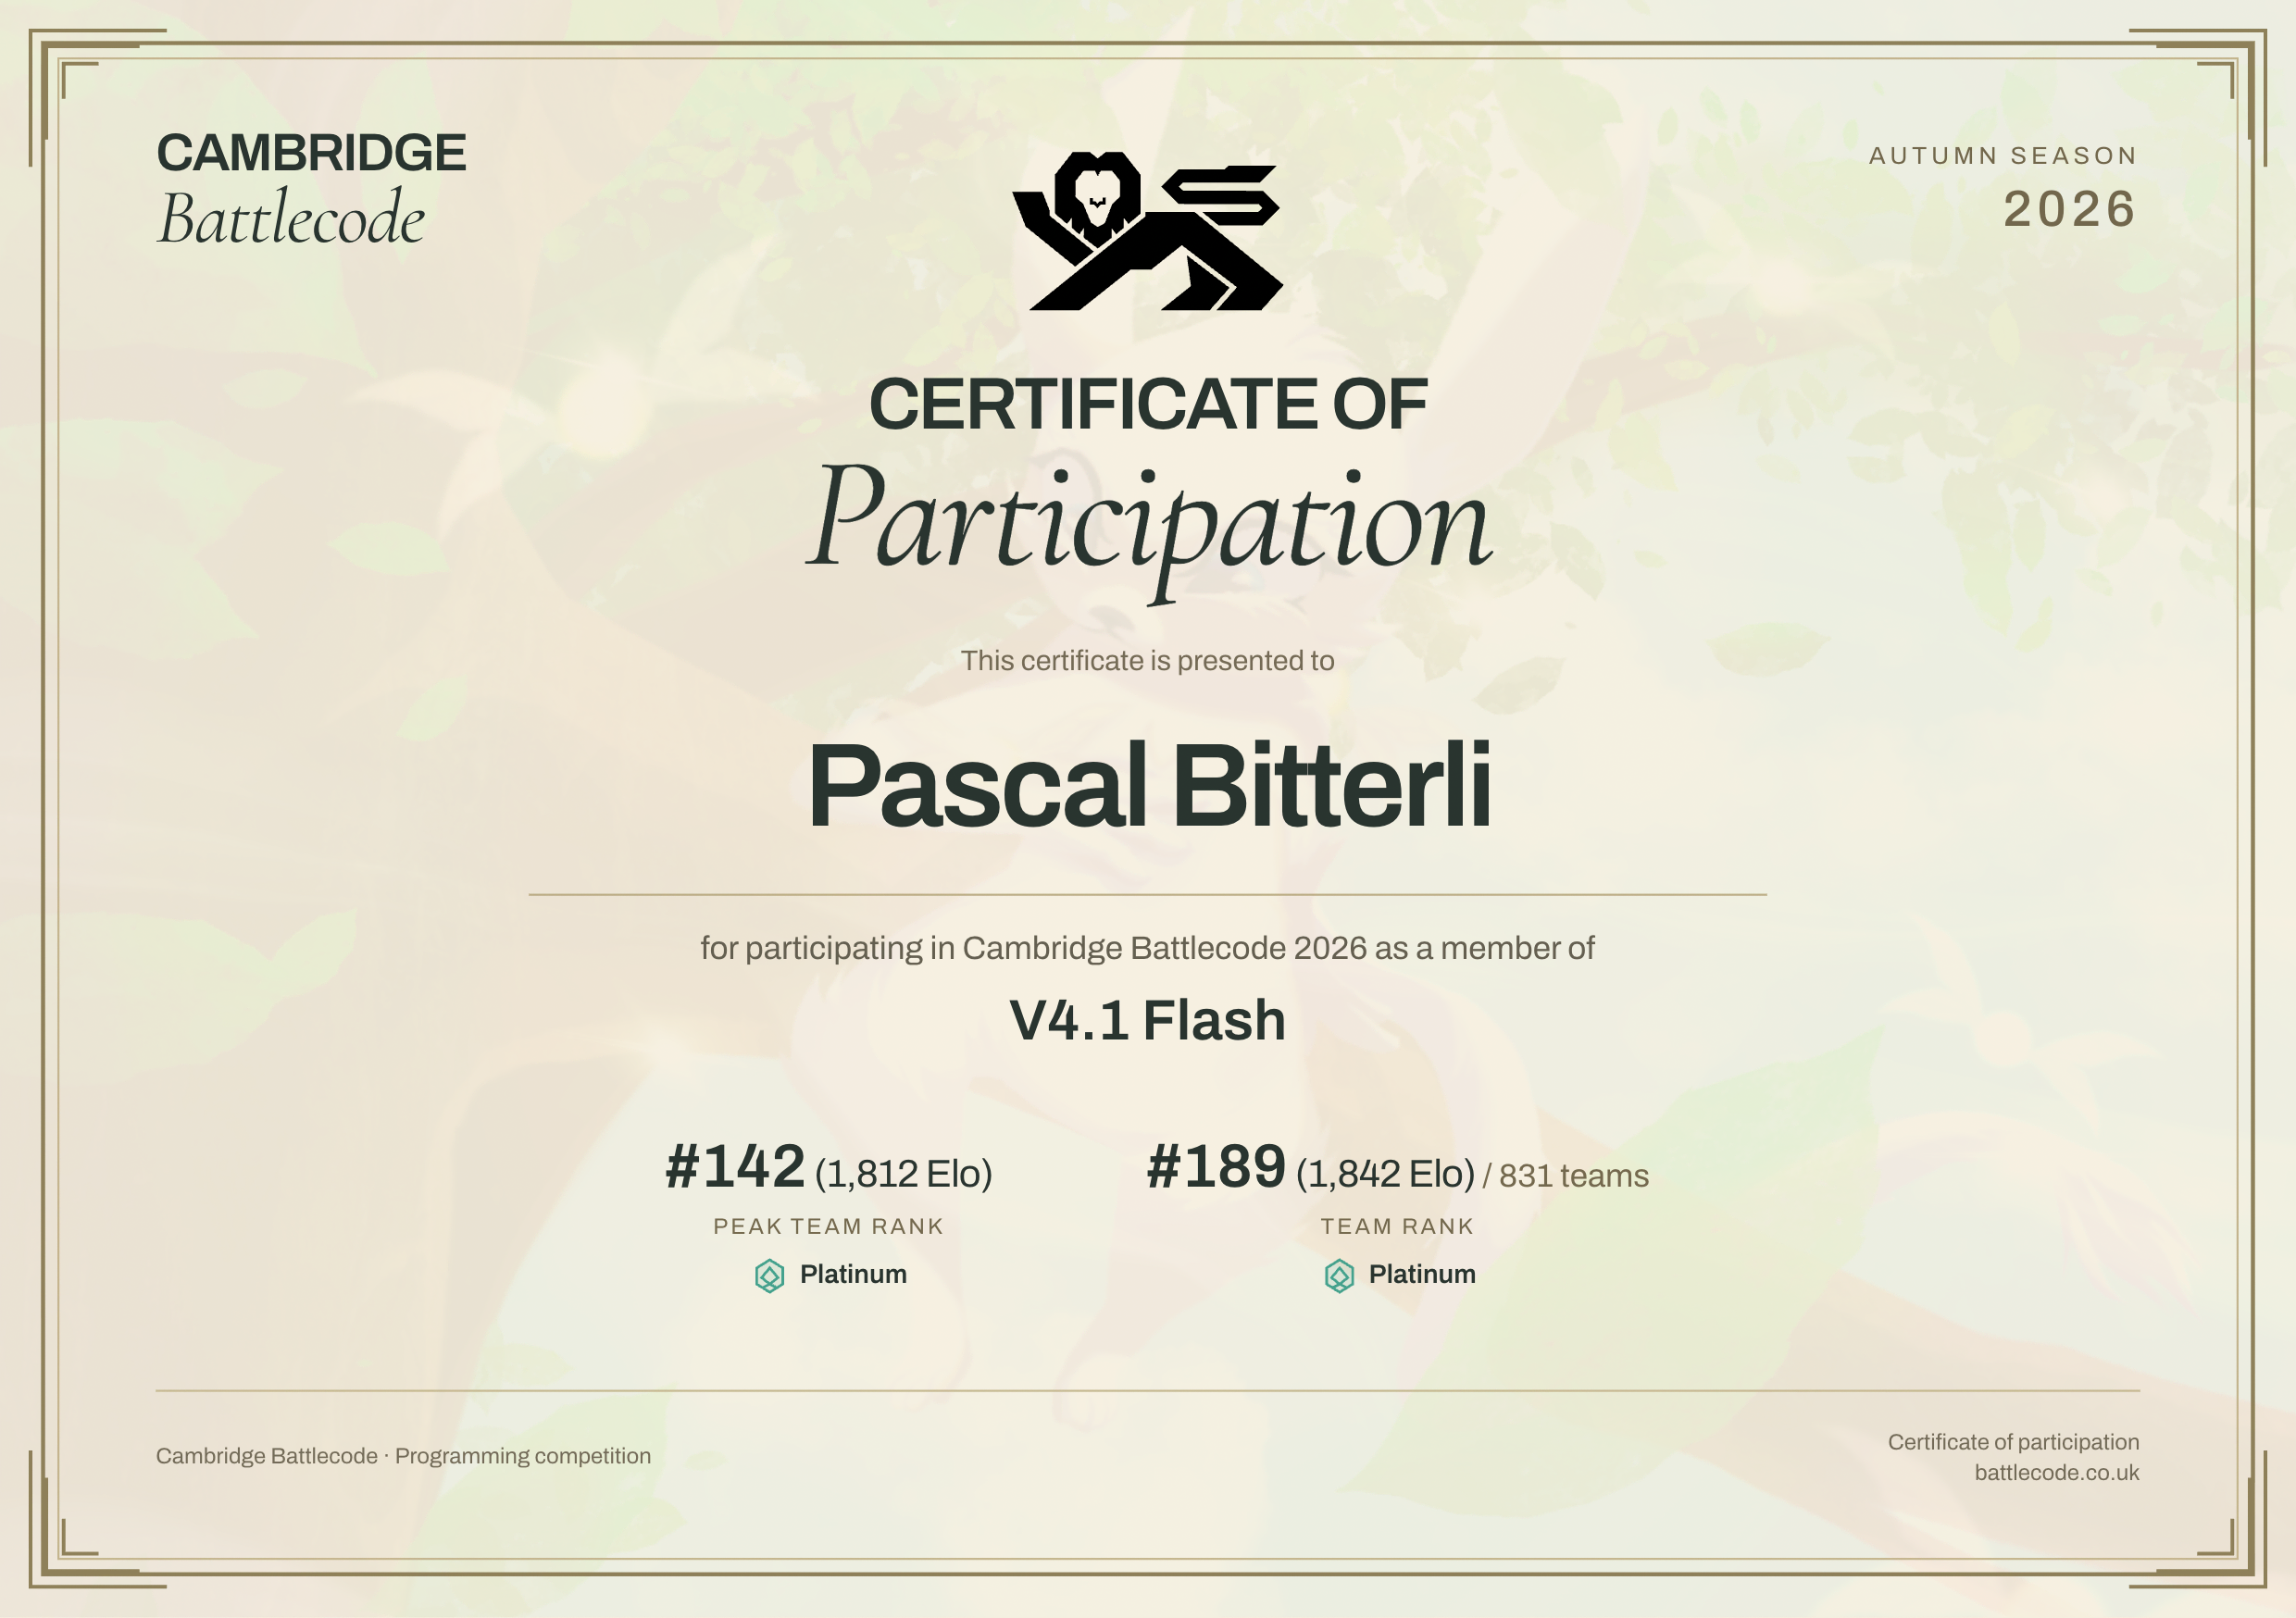 CAMBRIDGE
Battlecode
AUTUMN SEASON
2026
CERTIFICATE OF
Participation
This certificate is presented to
Pascal Bitterli
for participating in Cambridge Battlecode 2026 as a member of
V4.1 Flash
#142 (1,812 Elo)
PEAK TEAM RANK
Platinum
#189 (1,842 Elo) / 831 teams
TEAM RANK
Platinum
Cambridge Battlecode · Programming competition
Certificate of participation
battlecode.co.uk